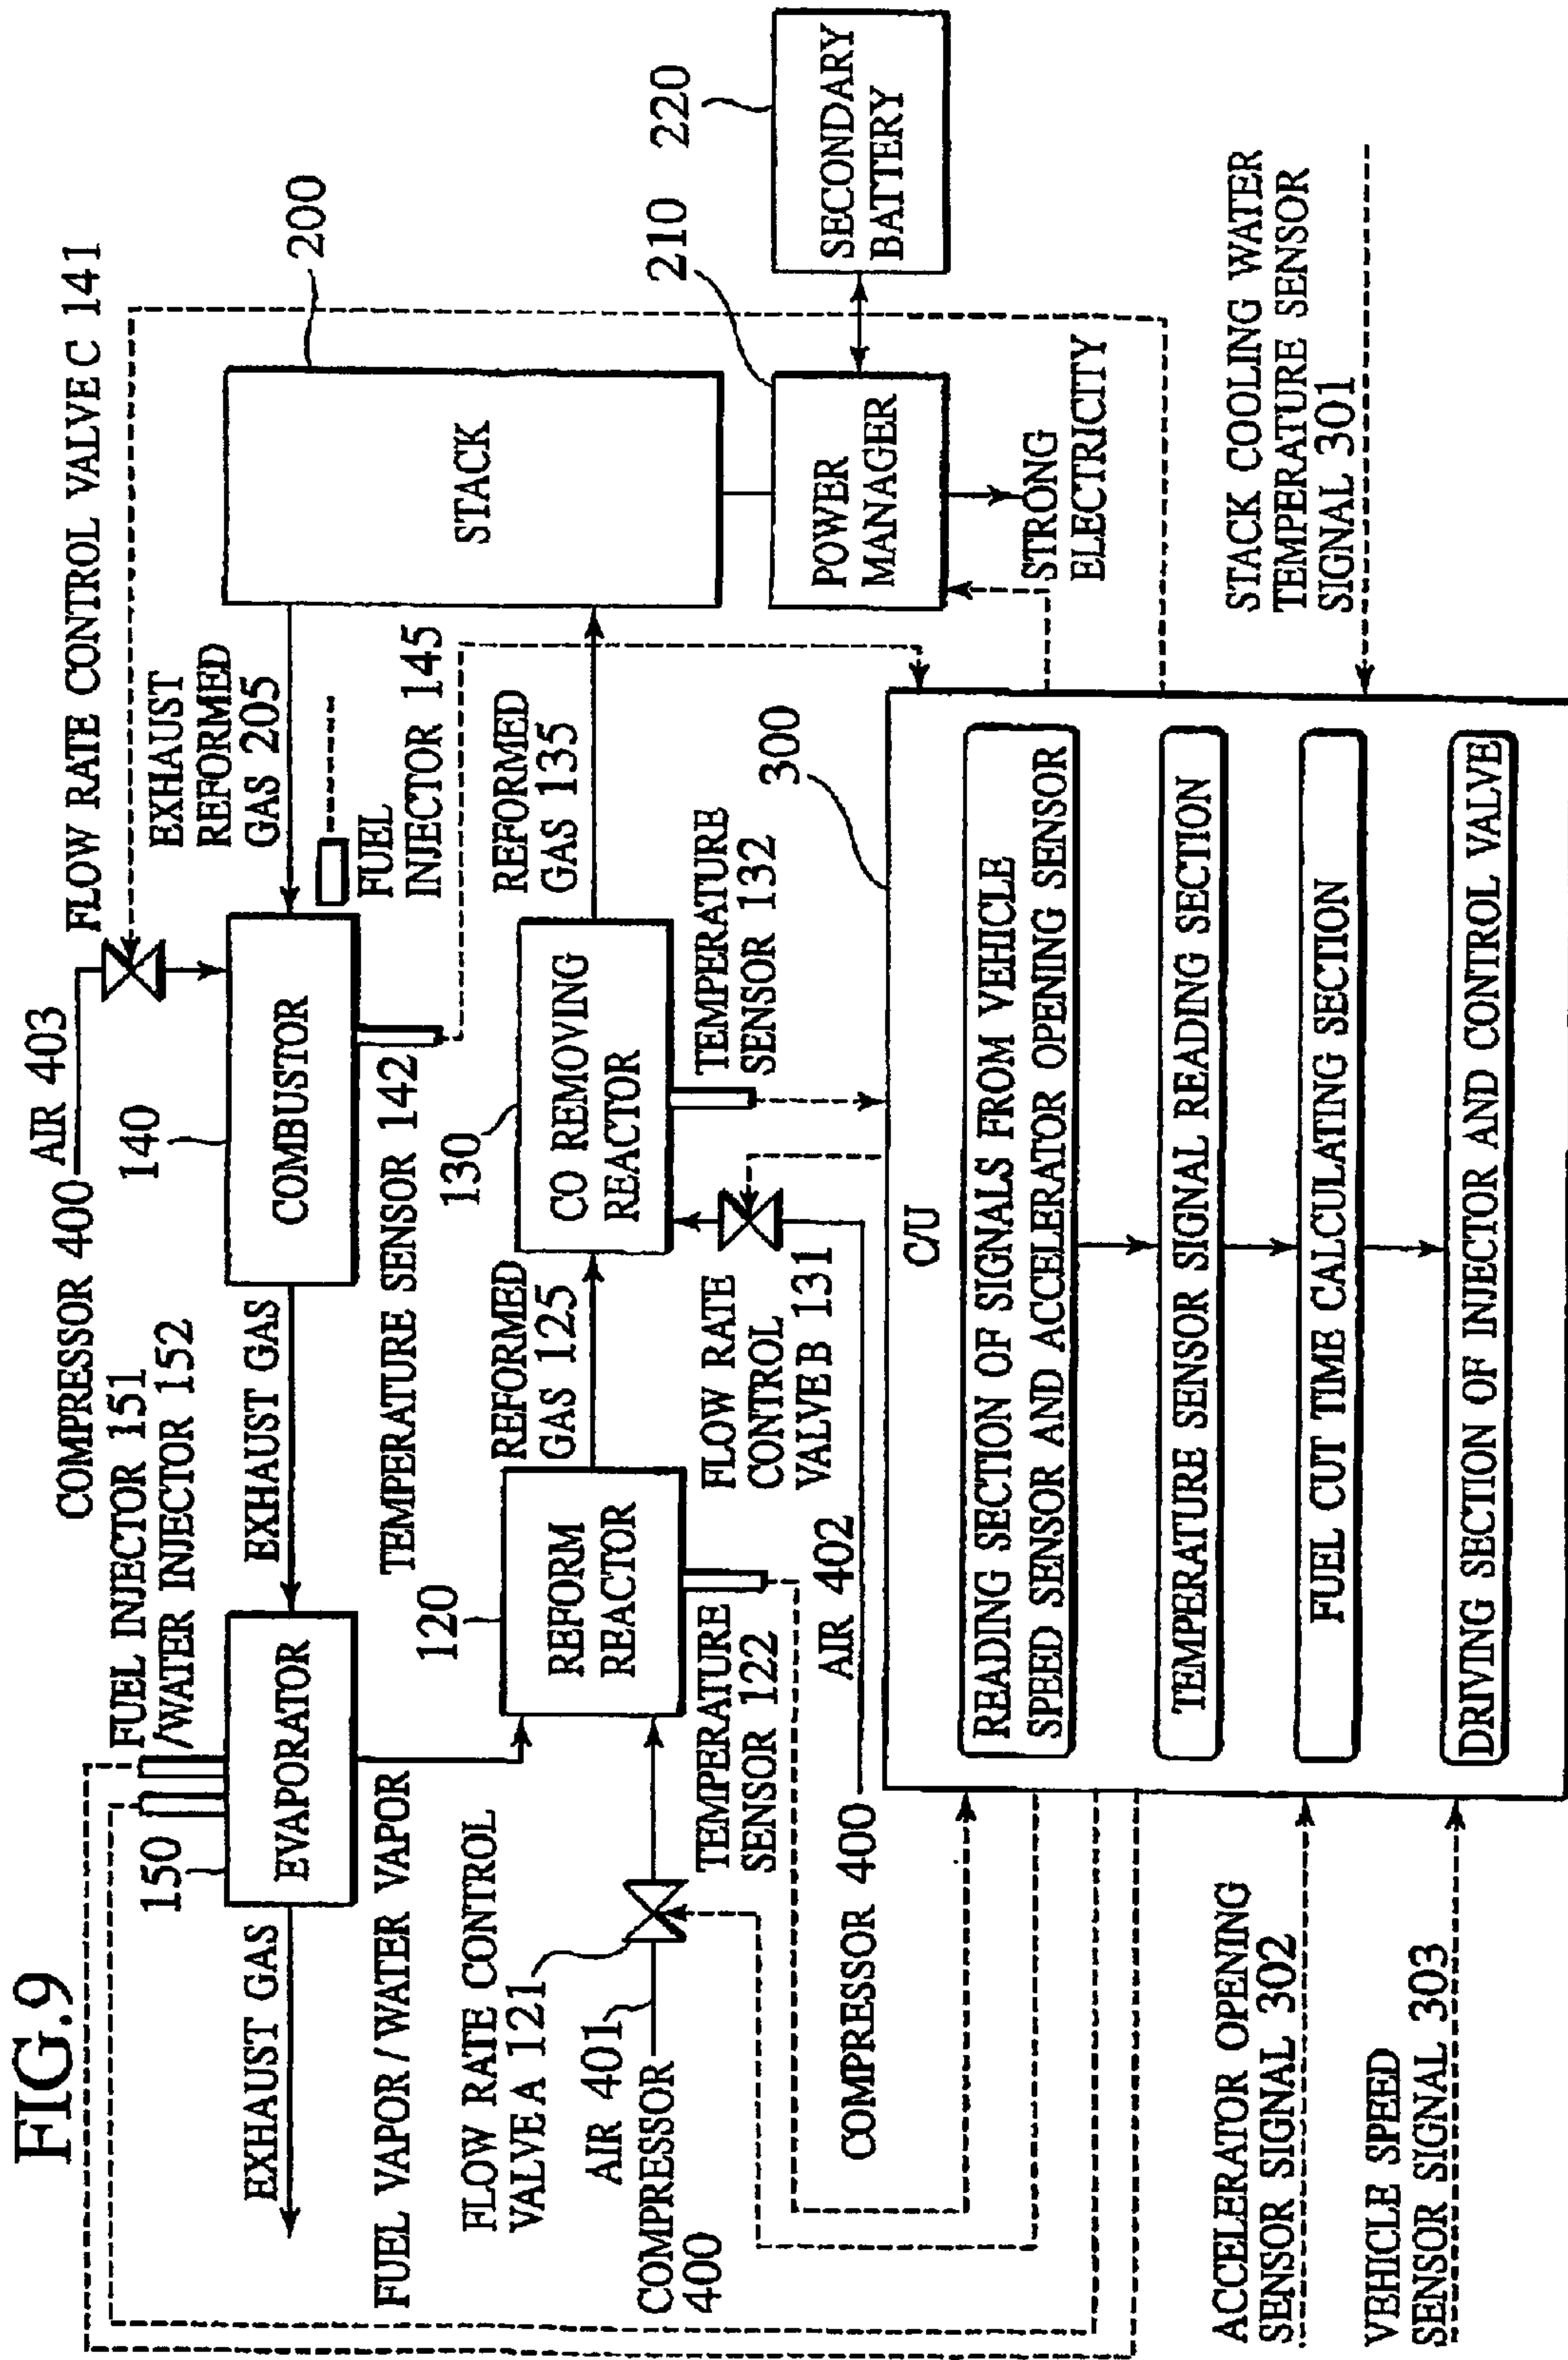 FIG.9
COMPRESSOR 400
AIR 403
FLOW RATE CONTROL VALVE C 141
FUEL INJECTOR 151
/WATER INJECTOR 152
140
EXHAUST
REFORMED
GAS 205
200
150
EXHAUST GAS
EVAPORATOR
EXHAUST GAS
COMBUSTOR
STACK
FUEL
INJECTOR 145
FUEL VAPOR / WATER VAPOR
TEMPERATURE SENSOR 142
120
130
REFORMED
GAS 125
REFORMED
GAS 135
FLOW RATE CONTROL
VALVE A 121
REFORM
REACTOR
CO REMOVING
REACTOR
AIR 401
COMPRESSOR
400
TEMPERATURE
SENSOR 122
FLOW RATE
CONTROL
VALVE B 131
TEMPERATURE
SENSOR 132
210
220
POWER
MANAGER
SECONDARY
BATTERY
COMPRESSOR 400
AIR 402
300
STRONG
ELECTRICITY
C/U
READING SECTION OF SIGNALS FROM VEHICLE
SPEED SENSOR AND ACCELERATOR OPENING SENSOR
TEMPERATURE SENSOR SIGNAL READING SECTION
FUEL CUT TIME CALCULATING SECTION
DRIVING SECTION OF INJECTOR AND CONTROL VALVE
ACCELERATOR OPENING
SENSOR SIGNAL 302
VEHICLE SPEED
SENSOR SIGNAL 303
STACK COOLING WATER
TEMPERATURE SENSOR
SIGNAL 301